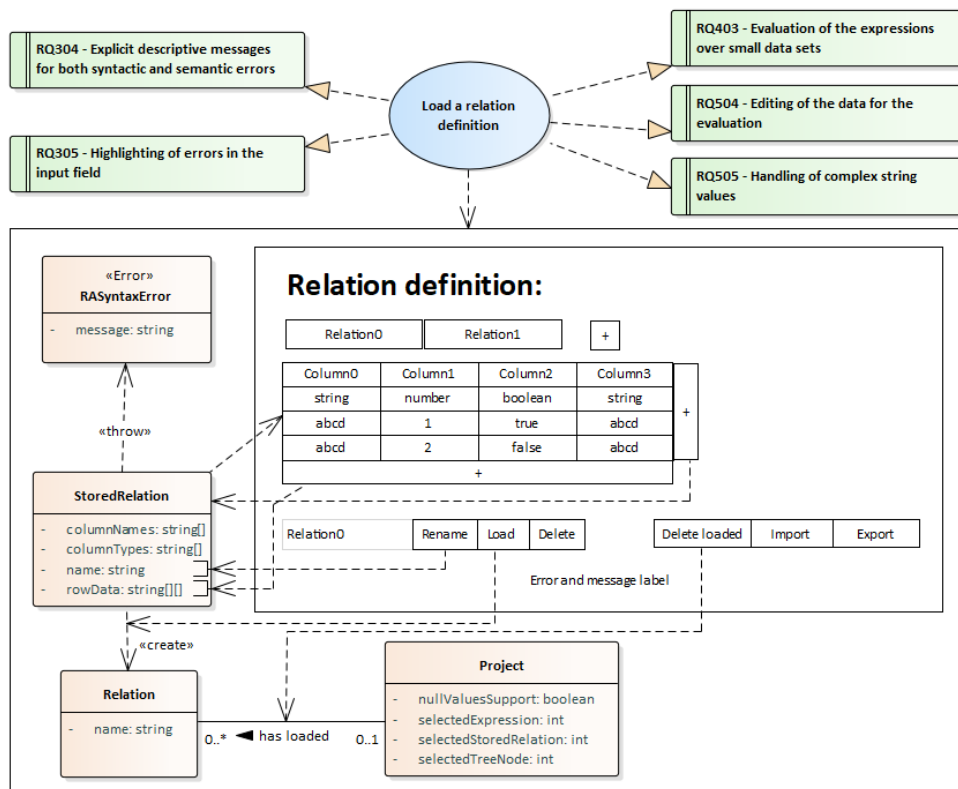 RQ304 - Explicit descriptive messages
for both syntactic and semantic errors
RQ305 - Highlighting of errors in the
input field
Load a relation
definition
RQ403 - Evaluation of the expressions
over small data sets
RQ504 - Editing of the data for the
evaluation
RQ505 - Handling of complex string
values
«Error»
RASyntaxError
- message: string
«throw»
StoredRelation
- columnNames: string[]
- columnTypes: string[]
- name: string
- rowData: string[][]
Relation definition:
Relation0 Relation1 +
Column0 Column1 Column2 Column3
string number boolean string
abcd 1 true abcd
abcd 2 false abcd
+
+
Relation0 Rename Load Delete Delete loaded Import Export
Error and message label
«create»
Relation
- name: string
0..* ◄ has loaded 0..1
Project
- nullValuesSupport: boolean
- selectedExpression: int
- selectedStoredRelation: int
- selectedTreeNode: int